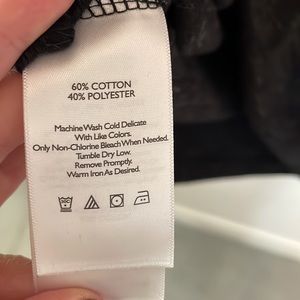 60% COTTON
40% POLYESTER
Machine Wash Cold Delicate
With Like Colors.
Only Non-Chlorine Bleach When Needed.
Tumble Dry Low.
Remove Promptly.
Warm Iron As Desired.